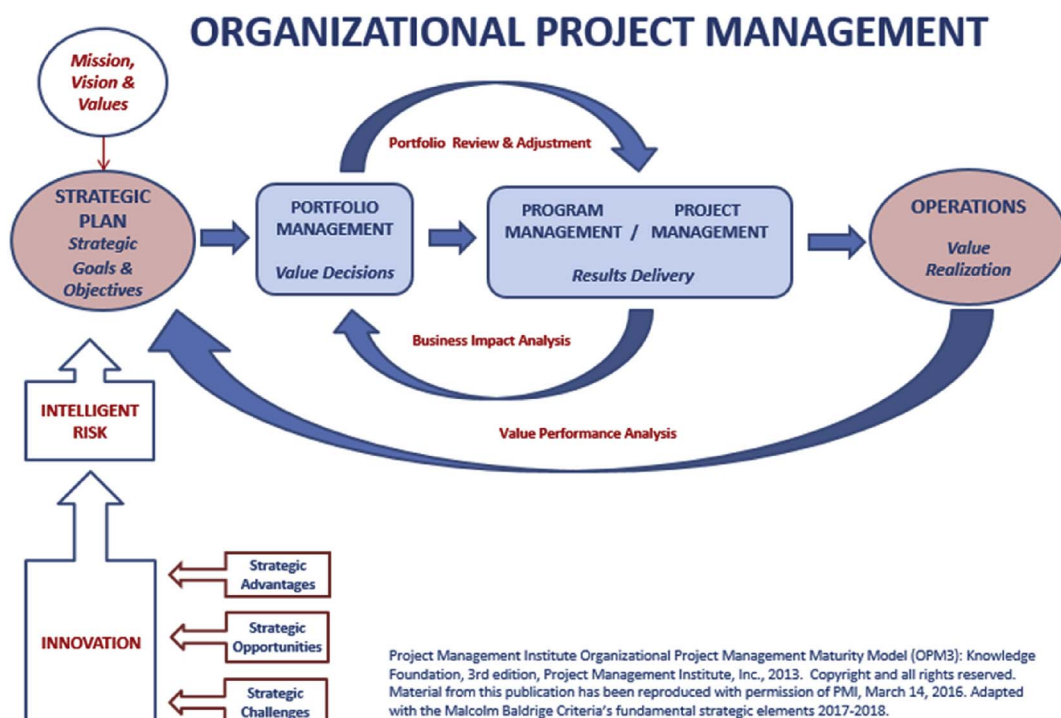 ORGANIZATIONAL PROJECT MANAGEMENT
Mission,
Vision &
Values
Portfolio Review & Adjustment
STRATEGIC
PLAN
Strategic
Goals &
Objectives
PORTFOLIO
MANAGEMENT
Value Decisions
PROGRAM PROJECT
MANAGEMENT / MANAGEMENT
Results Delivery
OPERATIONS
Value
Realization
Business Impact Analysis
Value Performance Analysis
INTELLIGENT
RISK
INNOVATION
Strategic
Advantages
Strategic
Opportunities
Strategic
Challenges
Project Management Institute Organizational Project Management Maturity Model (OPM3): Knowledge
Foundation, 3rd edition, Project Management Institute, Inc., 2013. Copyright and all rights reserved.
Material from this publication has been reproduced with permission of PMI, March 14, 2016. Adapted
with the Malcolm Baldrige Criteria's fundamental strategic elements 2017-2018.